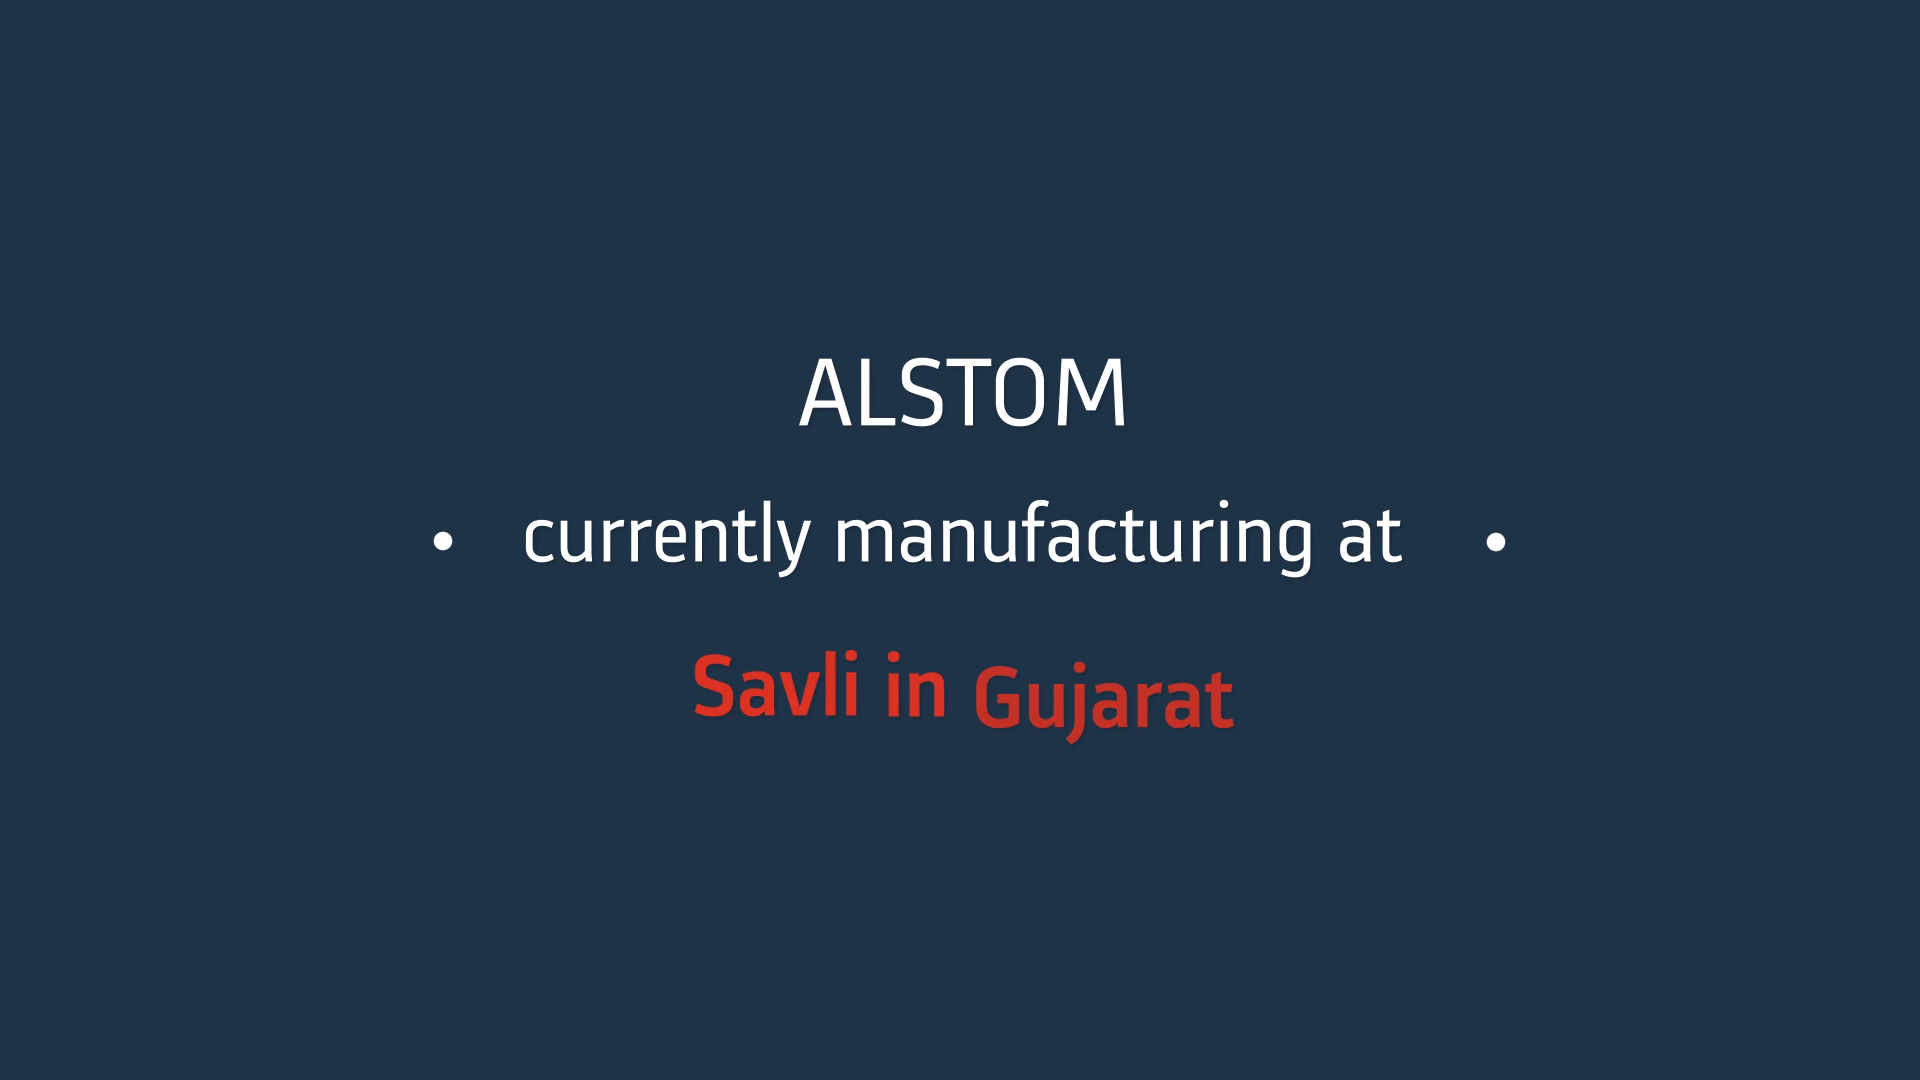 ALSTOM
• currently manufacturing at •
Savli in Gujarat